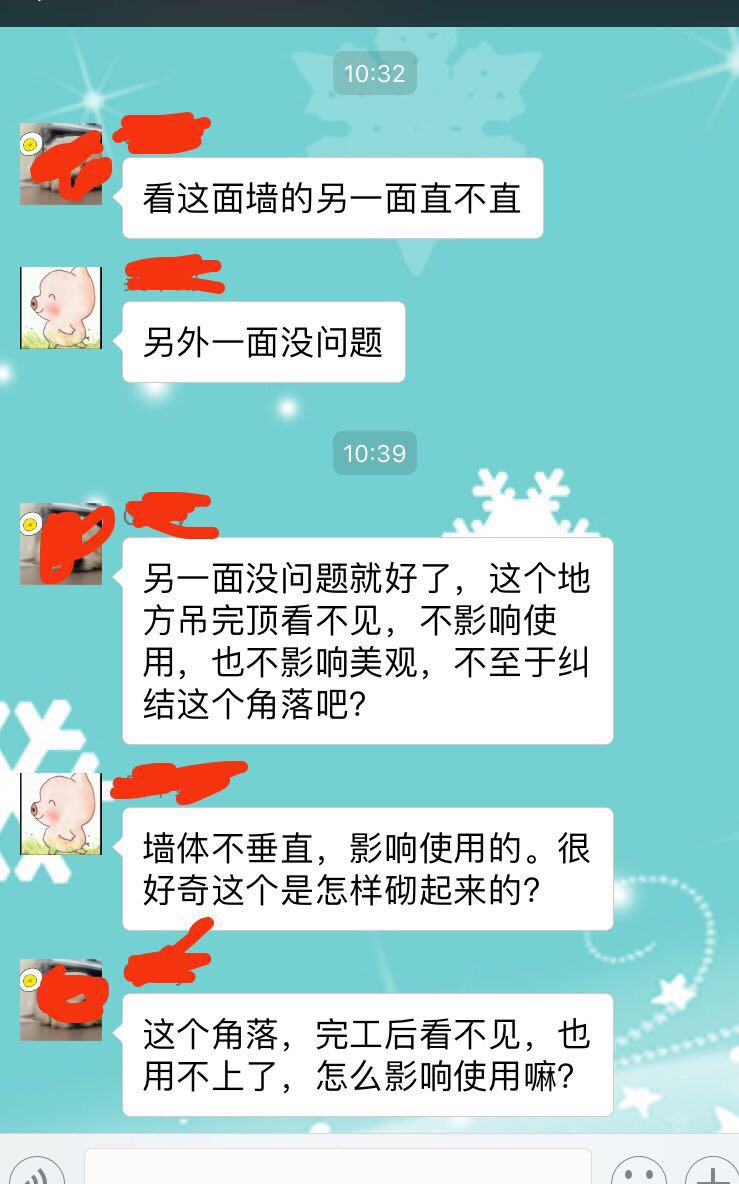 10:32
看这面墙的另一面直不直
另外一面没问题
10:39
另一面没问题就好了，这个地
方吊完顶看不见，不影响使
用，也不影响美观，不至于纠
结这个角落吧？
墙体不垂直，影响使用的。很
好奇这个是怎样砌起来的？
这个角落，完工后看不见，也
用不上了，怎么影响使用嘛？